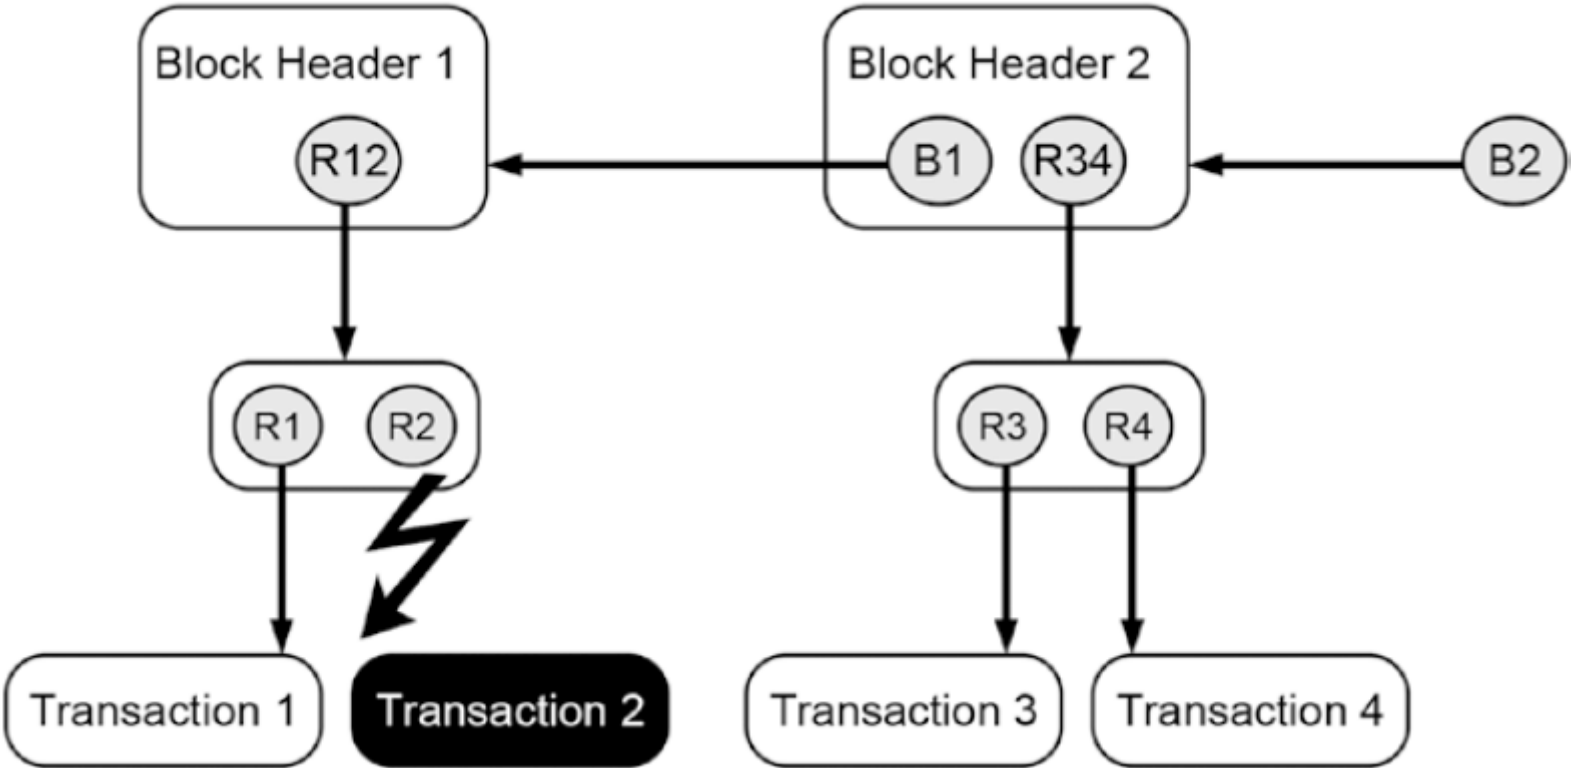 Block Header 1
Block Header 2
R12
B1
R34
B2
R1
R2
R3
R4
Transaction 1
Transaction 2
Transaction 3
Transaction 4